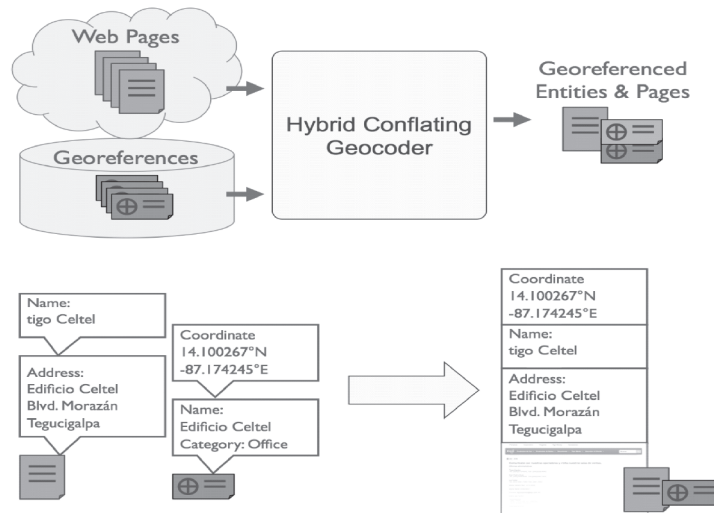 Web Pages
Georeferences
Hybrid Conflating
Geocoder
Georeferenced
Entities & Pages
Name:
tigo Celtel
Address:
Edificio Celtel
Blvd. Morazán
Tegucigalpa
Coordinate
14.100267°N
-87.174245°E
Name:
Edificio Celtel
Category: Office
Coordinate
14.100267°N
-87.174245°E
Name:
tigo Celtel
Address:
Edificio Celtel
Blvd. Morazán
Tegucigalpa